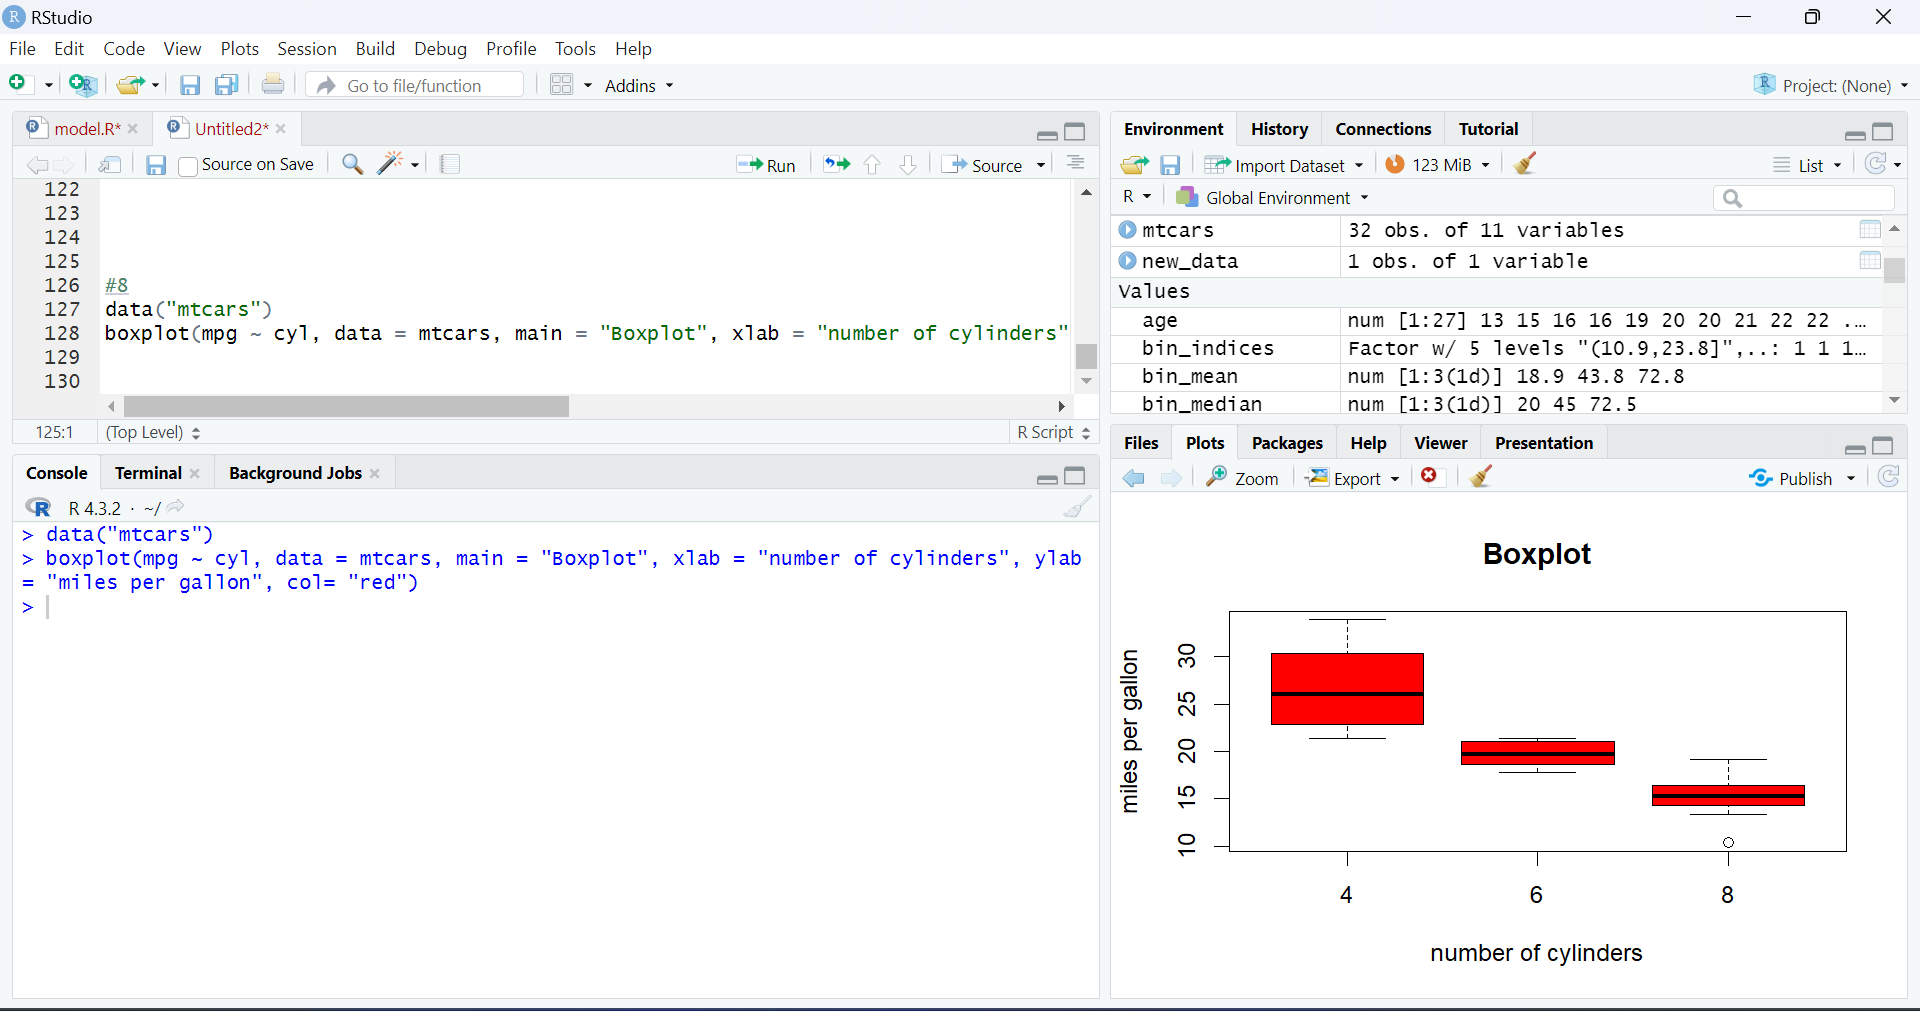 RStudio
File Edit Code View Plots Session Build Debug Profile Tools Help
Go to file/function Addins Project: (None)
model.R* Untitled2*
Source on Save Run Source
122
123
124
125
126 #8
127 data("mtcars")
128 boxplot(mpg ~ cyl, data = mtcars, main = "Boxplot", xlab = "number of cylinders"
129
130
125:1 (Top Level) R Script
Console Terminal Background Jobs
R 4.3.2 · ~/
> data("mtcars")
> boxplot(mpg ~ cyl, data = mtcars, main = "Boxplot", xlab = "number of cylinders", ylab
= "miles per gallon", col= "red")
>
Environment History Connections Tutorial
Import Dataset 123 MiB List
R Global Environment
mtcars 32 obs. of 11 variables
new_data 1 obs. of 1 variable
Values
age num [1:27] 13 15 16 16 19 20 20 21 22 22 ...
bin_indices Factor w/ 5 levels "(10.9,23.8]",..: 1 1 1…
bin_mean num [1:3(1d)] 18.9 43.8 72.8
bin_median num [1:3(1d)] 20 45 72.5
Files Plots Packages Help Viewer Presentation
Zoom Export Publish
Boxplot
miles per gallon
30
25
20
15
10
4 6 8
number of cylinders